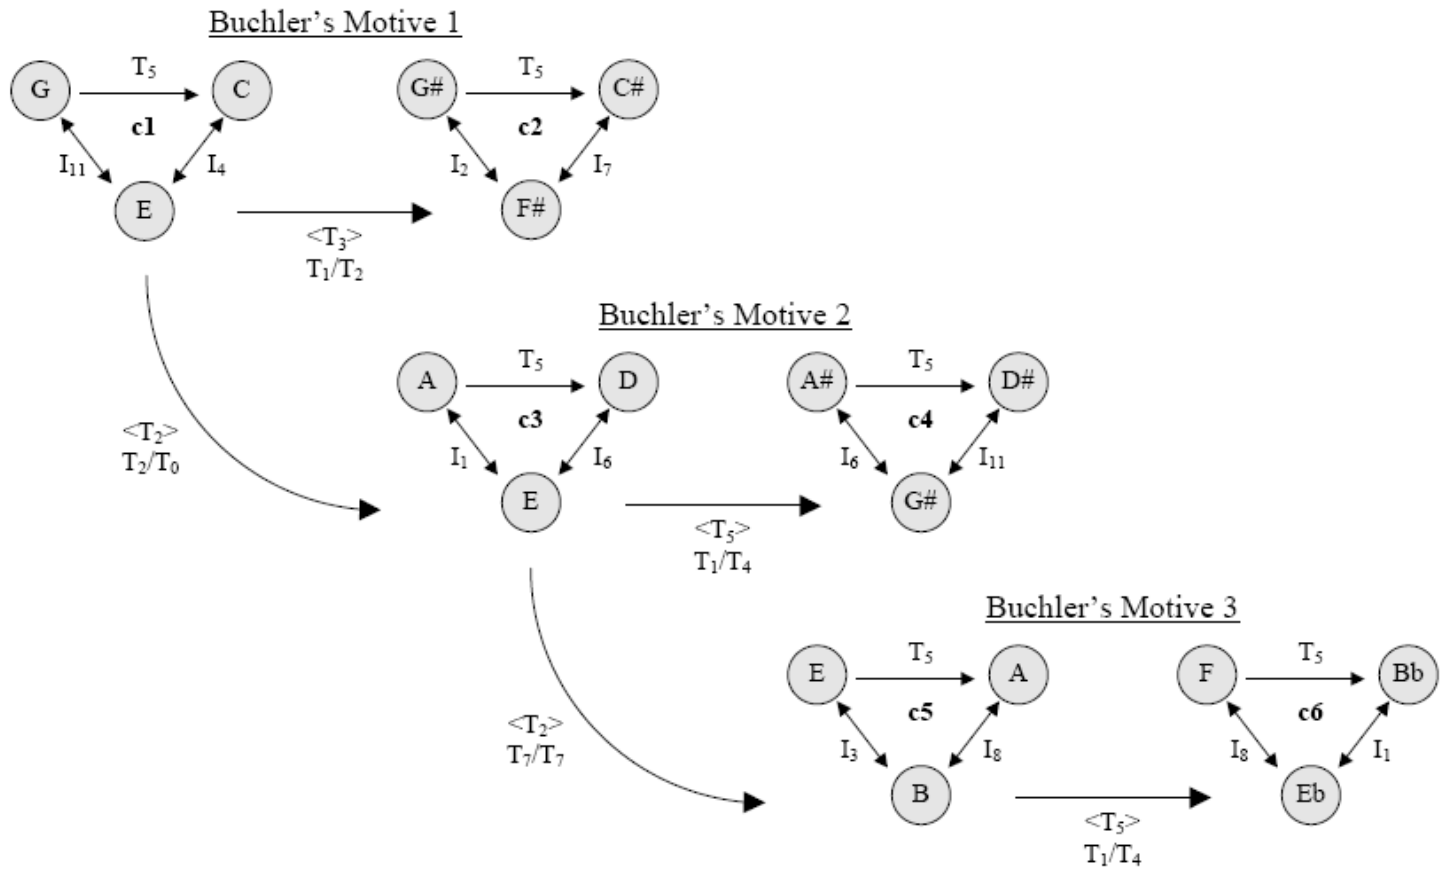 Buchler's Motive 1
T₅ T₅
G C G# C#
c1 c2
I₁₁ I₄ I₂ I₇
E F#
<T₃>
T₁/T₂
Buchler's Motive 2
T₅ T₅
A D A# D#
c3 c4
<T₂>
T₂/T₀
I₁ I₆ I₆ I₁₁
E G#
<T₅>
T₁/T₄
Buchler's Motive 3
T₅ T₅
E A F Bb
c5 c6
<T₂>
T₇/T₇
I₃ I₈ I₈ I₁
B Eb
<T₅>
T₁/T₄